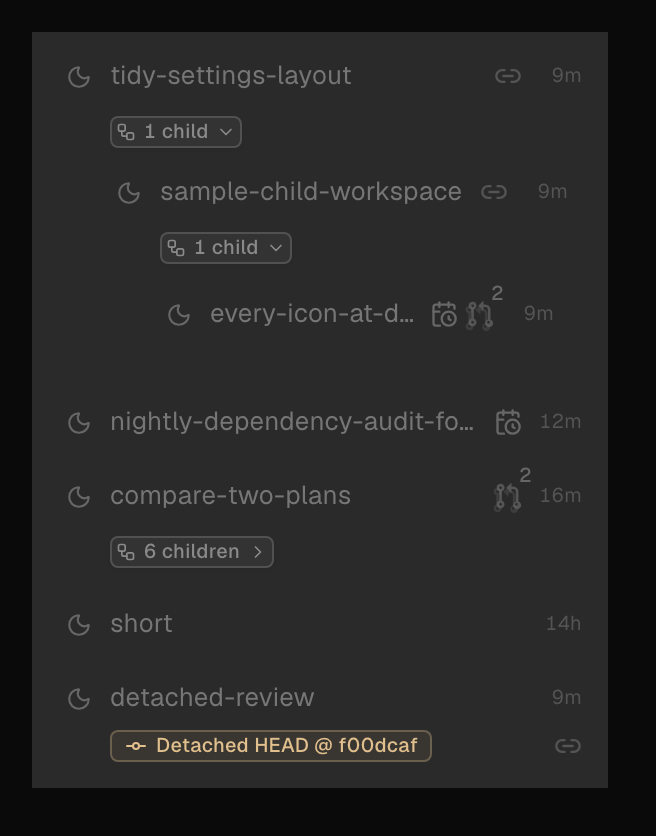 tidy-settings-layout 9m
1 child
sample-child-workspace 9m
1 child
2
every-icon-at-d… 9m
nightly-dependency-audit-fo… 12m
2
compare-two-plans 16m
6 children
short 14h
detached-review 9m
Detached HEAD @ f00dcaf